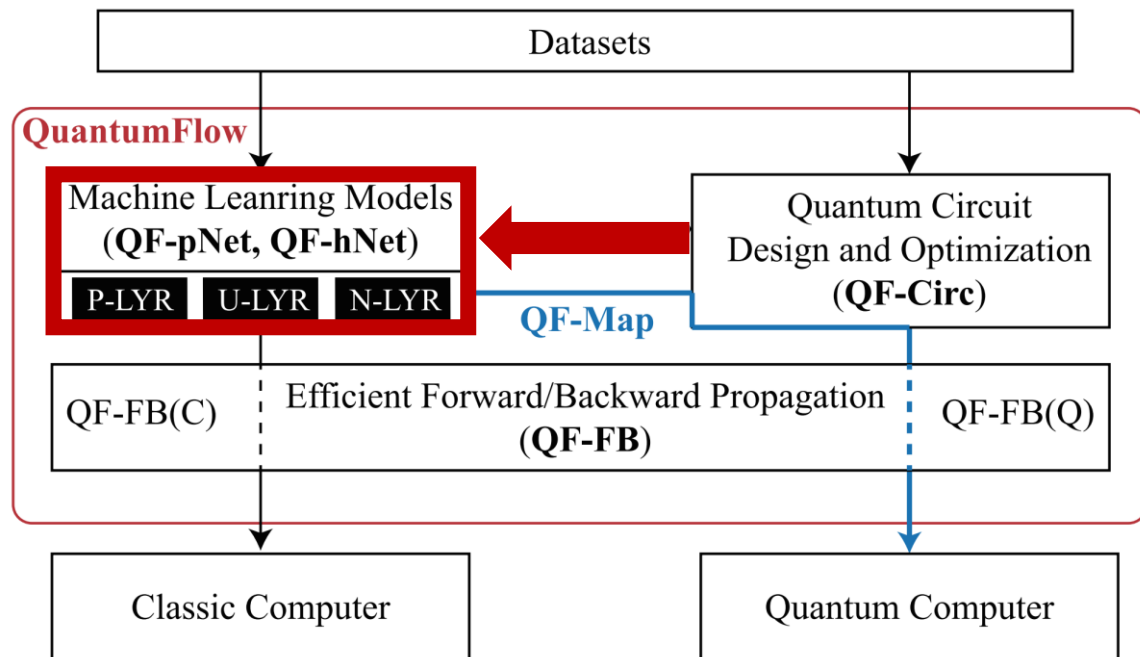 Datasets
QuantumFlow
Machine Leanring Models
(QF-pNet, QF-hNet)
P-LYR U-LYR N-LYR
Quantum Circuit
Design and Optimization
(QF-Circ)
QF-Map
QF-FB(C)
Efficient Forward/Backward Propagation
(QF-FB)
QF-FB(Q)
Classic Computer
Quantum Computer